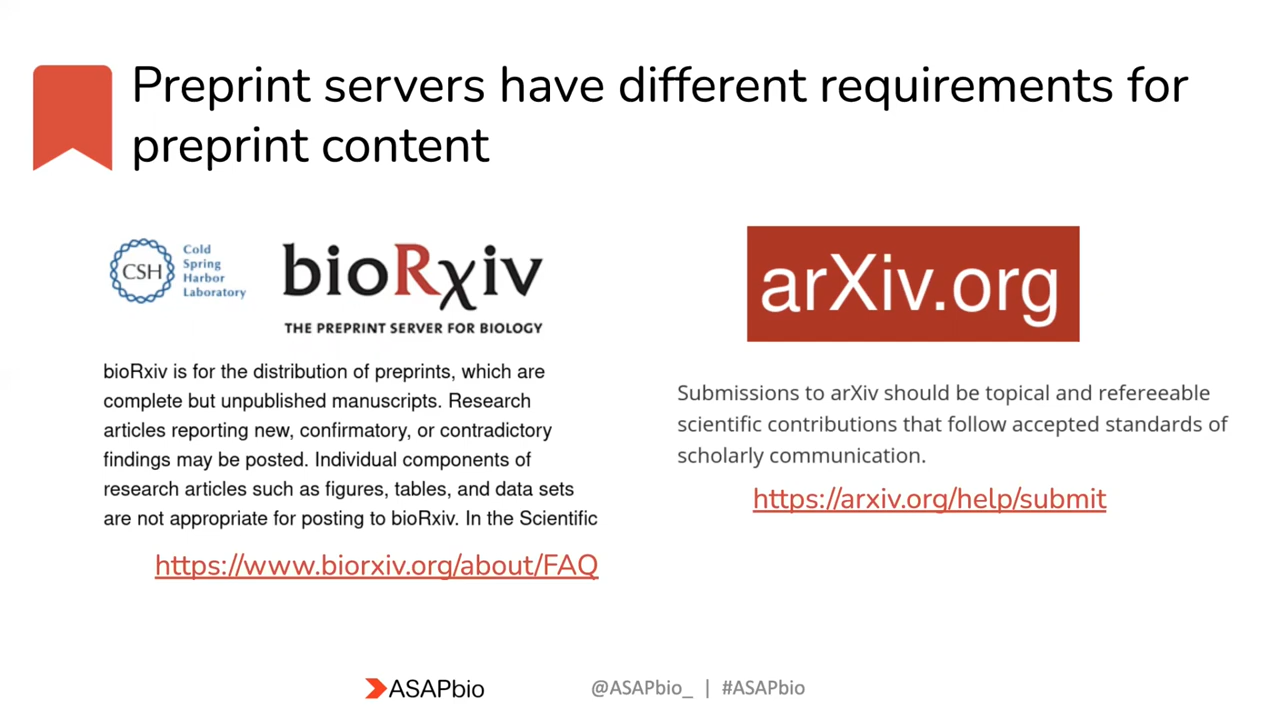 Preprint servers have different requirements for
preprint content
CSH
Cold
Spring
Harbor
Laboratory
bioRχiv
THE PREPRINT SERVER FOR BIOLOGY
bioRxiv is for the distribution of preprints, which are
complete but unpublished manuscripts. Research
articles reporting new, confirmatory, or contradictory
findings may be posted. Individual components of
research articles such as figures, tables, and data sets
are not appropriate for posting to bioRxiv. In the Scientific
https://www.biorxiv.org/about/FAQ
arXiv.org
Submissions to arXiv should be topical and refereeable
scientific contributions that follow accepted standards of
scholarly communication.
https://arxiv.org/help/submit
ASAPbio
@ASAPbio_ | #ASAPbio